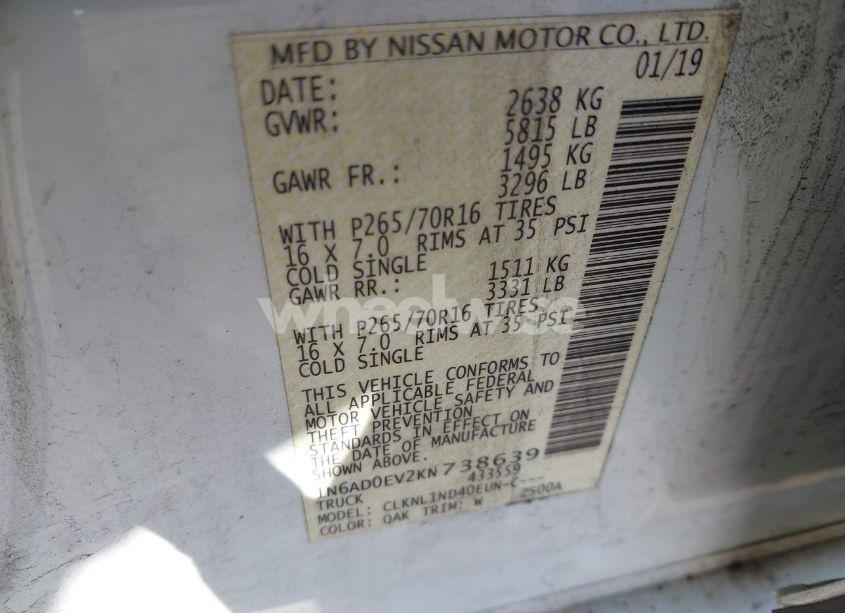 MFD BY NISSAN MOTOR CO., LTD.
DATE: 01/19
GVWR: 2638 KG
5815 LB
GAWR FR.: 1495 KG
3296 LB
WITH P265/70R16 TIRES
16 X 7.0 RIMS AT 35 PSI
COLD SINGLE
GAWR RR.: 1511 KG
3331 LB
WITH P265/70R16 TIRES
16 X 7.0 RIMS AT 35 PSI
COLD SINGLE
THIS VEHICLE CONFORMS TO
ALL APPLICABLE FEDERAL
MOTOR VEHICLE SAFETY AND
THEFT PREVENTION
STANDARDS IN EFFECT ON
THE DATE OF MANUFACTURE
SHOWN ABOVE.
1N6AD0EV2KN738639
TRUCK 433559
MODEL: CLKNL1ND40EUN-C---
COLOR: QAK TRIM: W 2S00A
wheelwise